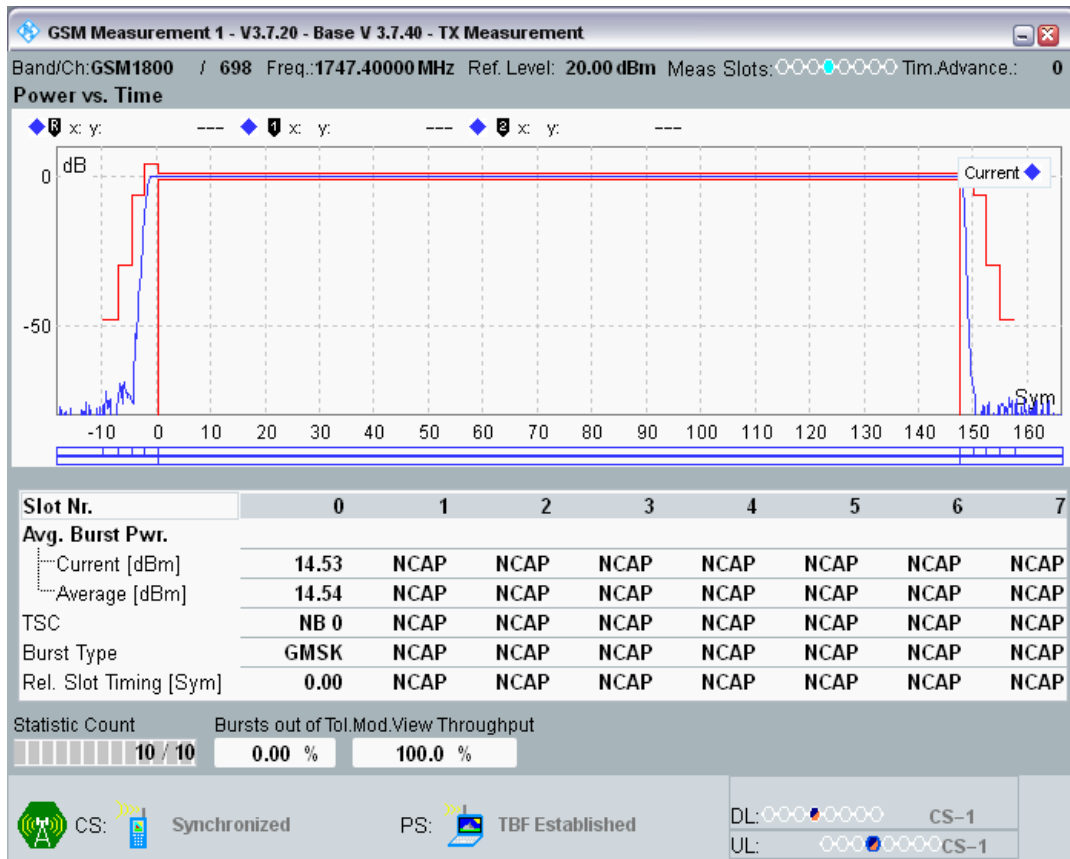 GSM Measurement 1 - V3.7.20 - Base V 3.7.40 - TX Measurement
Band/Ch:GSM1800 / 698 Freq.:1747.40000 MHz Ref. Level: 20.00 dBm Meas Slots: Tim.Advance.: 0
Power vs. Time
R x: y: --- 1 x: y: --- 2 x: y: ---
dB
Current
0
-50
Sym
-10 0 10 20 30 40 50 60 70 80 90 100 110 120 130 140 150 160
Slot Nr. 0 1 2 3 4 5 6 7
Avg. Burst Pwr.
Current [dBm] 14.53 NCAP NCAP NCAP NCAP NCAP NCAP NCAP
Average [dBm] 14.54 NCAP NCAP NCAP NCAP NCAP NCAP NCAP
TSC NB 0 NCAP NCAP NCAP NCAP NCAP NCAP NCAP
Burst Type GMSK NCAP NCAP NCAP NCAP NCAP NCAP NCAP
Rel. Slot Timing [Sym] 0.00 NCAP NCAP NCAP NCAP NCAP NCAP NCAP
Statistic Count Bursts out of Tol. Mod.View Throughput
10 / 10 0.00 % 100.0 %
CS: Synchronized PS: TBF Established
DL: CS-1
UL: CS-1